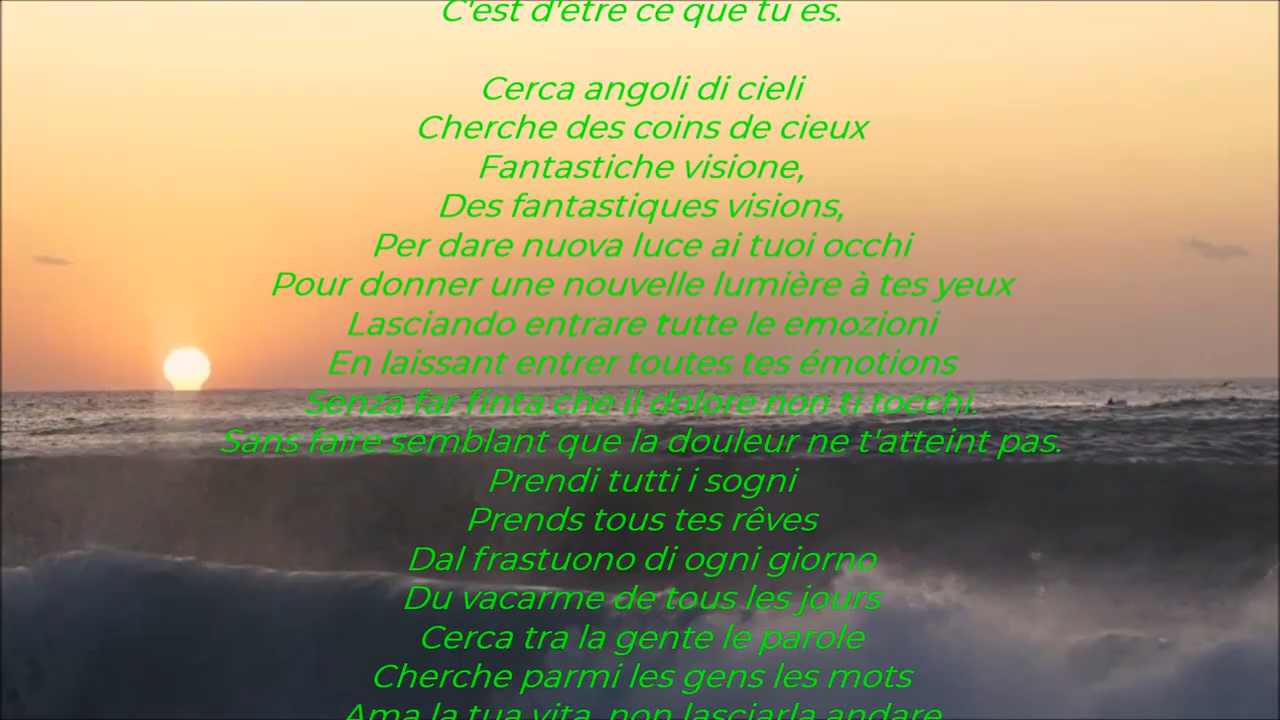 C'est d'être ce que tu es.
Cerca angoli di cieli
Cherche des coins de cieux
Fantastiche visione,
Des fantastiques visions,
Per dare nuova luce ai tuoi occhi
Pour donner une nouvelle lumière à tes yeux
Lasciando entrare tutte le emozioni
En laissant entrer toutes tes émotions
Senza far finta che il dolore non ti tocchi.
Sans faire semblant que la douleur ne t'atteint pas.
Prendi tutti i sogni
Prends tous tes rêves
Dal frastuono di ogni giorno
Du vacarme de tous les jours
Cerca tra la gente le parole
Cherche parmi les gens les mots
Ama la tua vita, non lasciarla andare